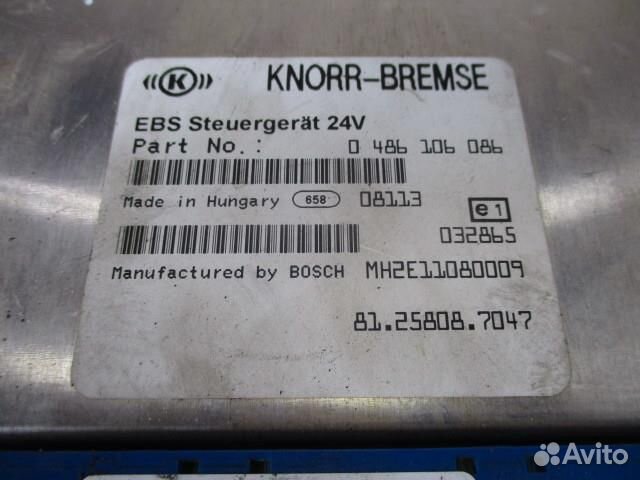 K KNORR-BREMSE
EBS Steuergerät 24V
Part No.: 0 486 106 086
Made in Hungary 658 08113 e1
032865
Manufactured by BOSCH MH2E11080009
81.25808.7047
Avito